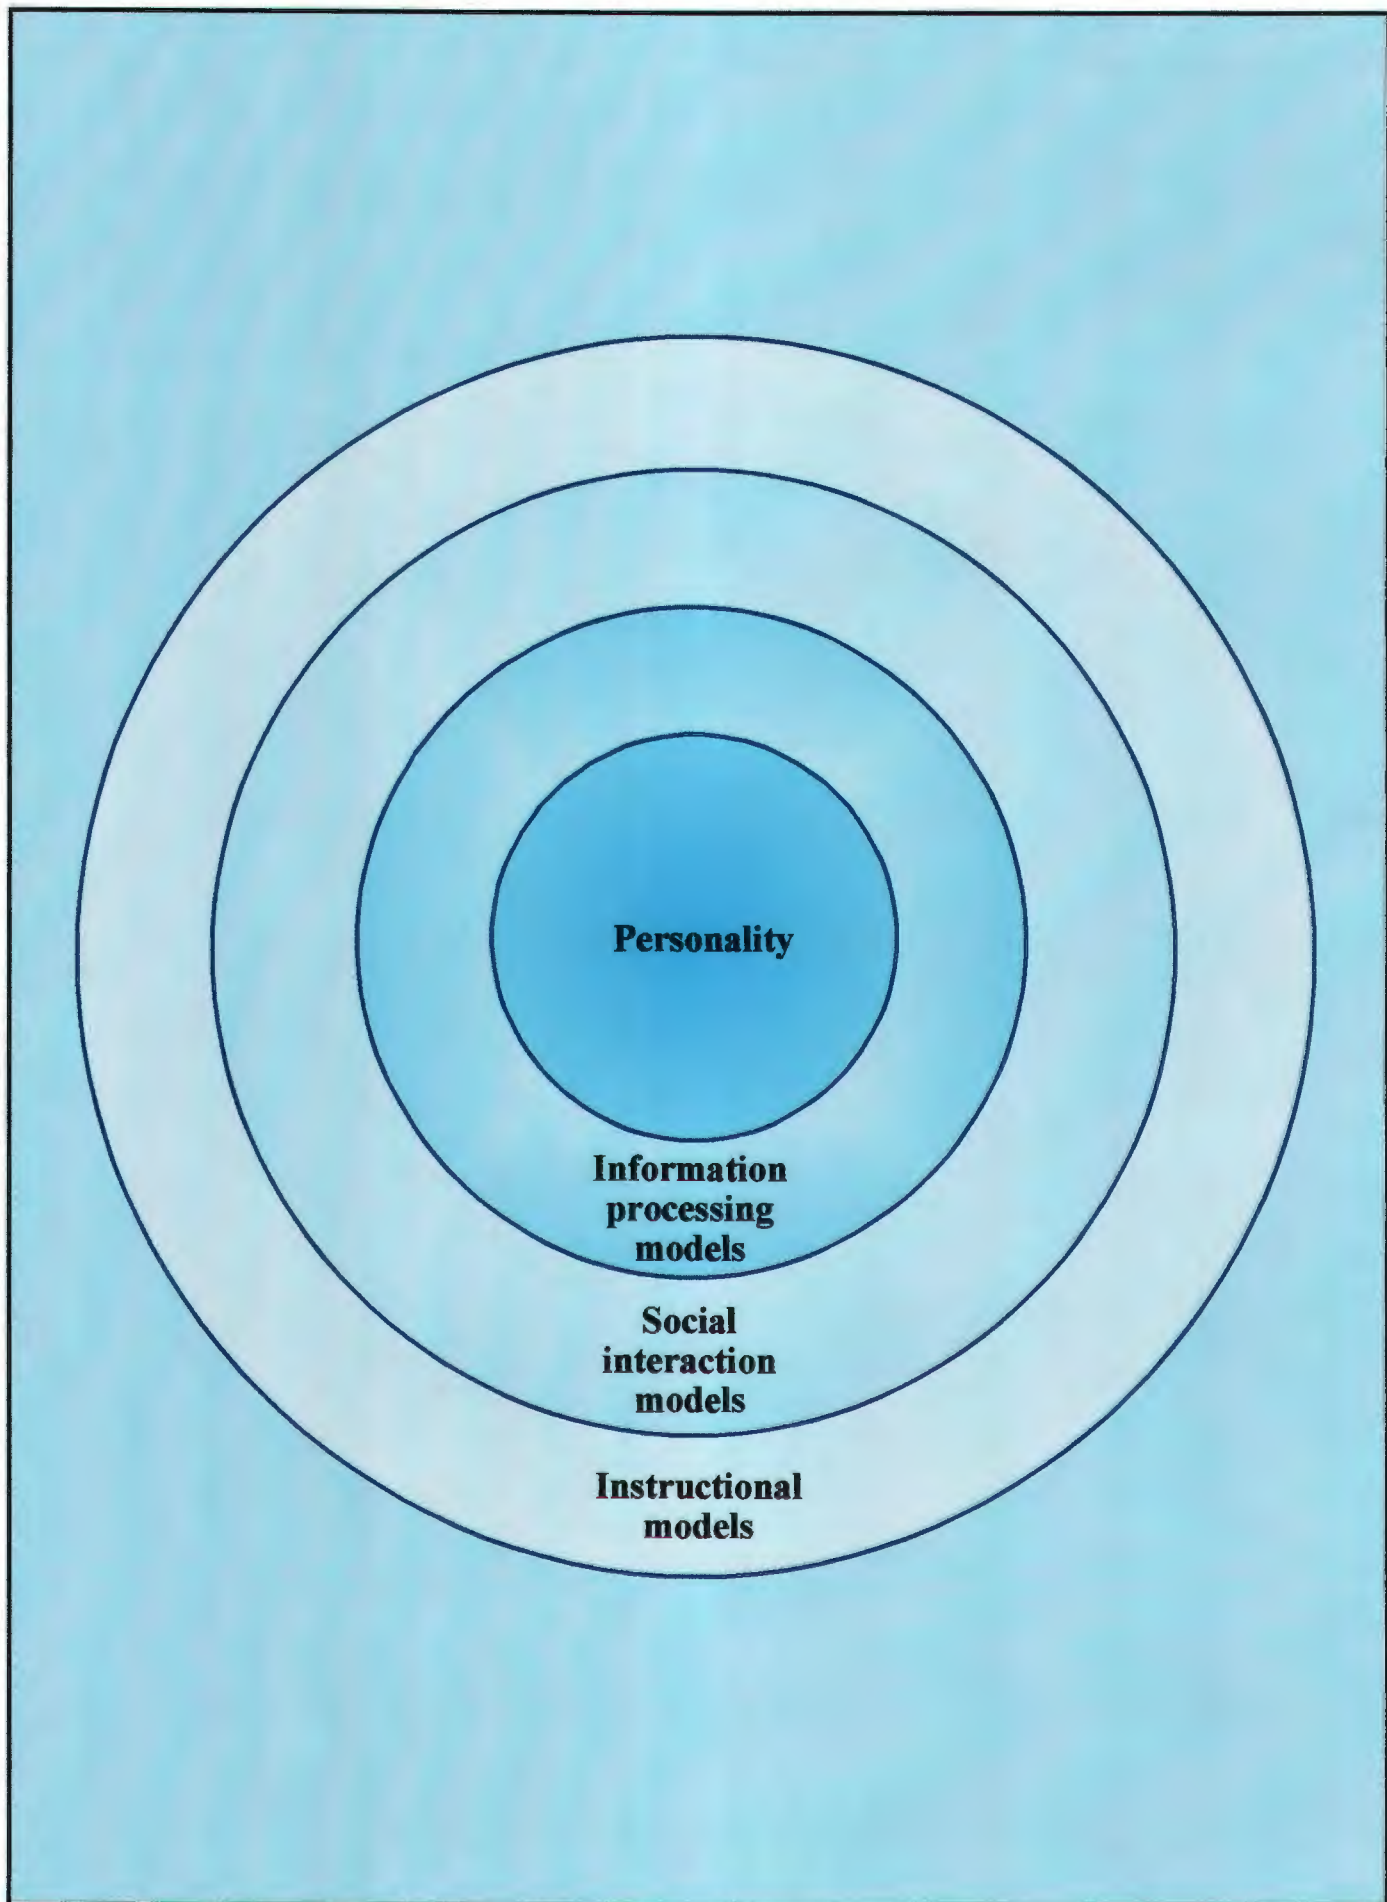 Personality
Information
processing
models
Social
interaction
models
Instructional
models